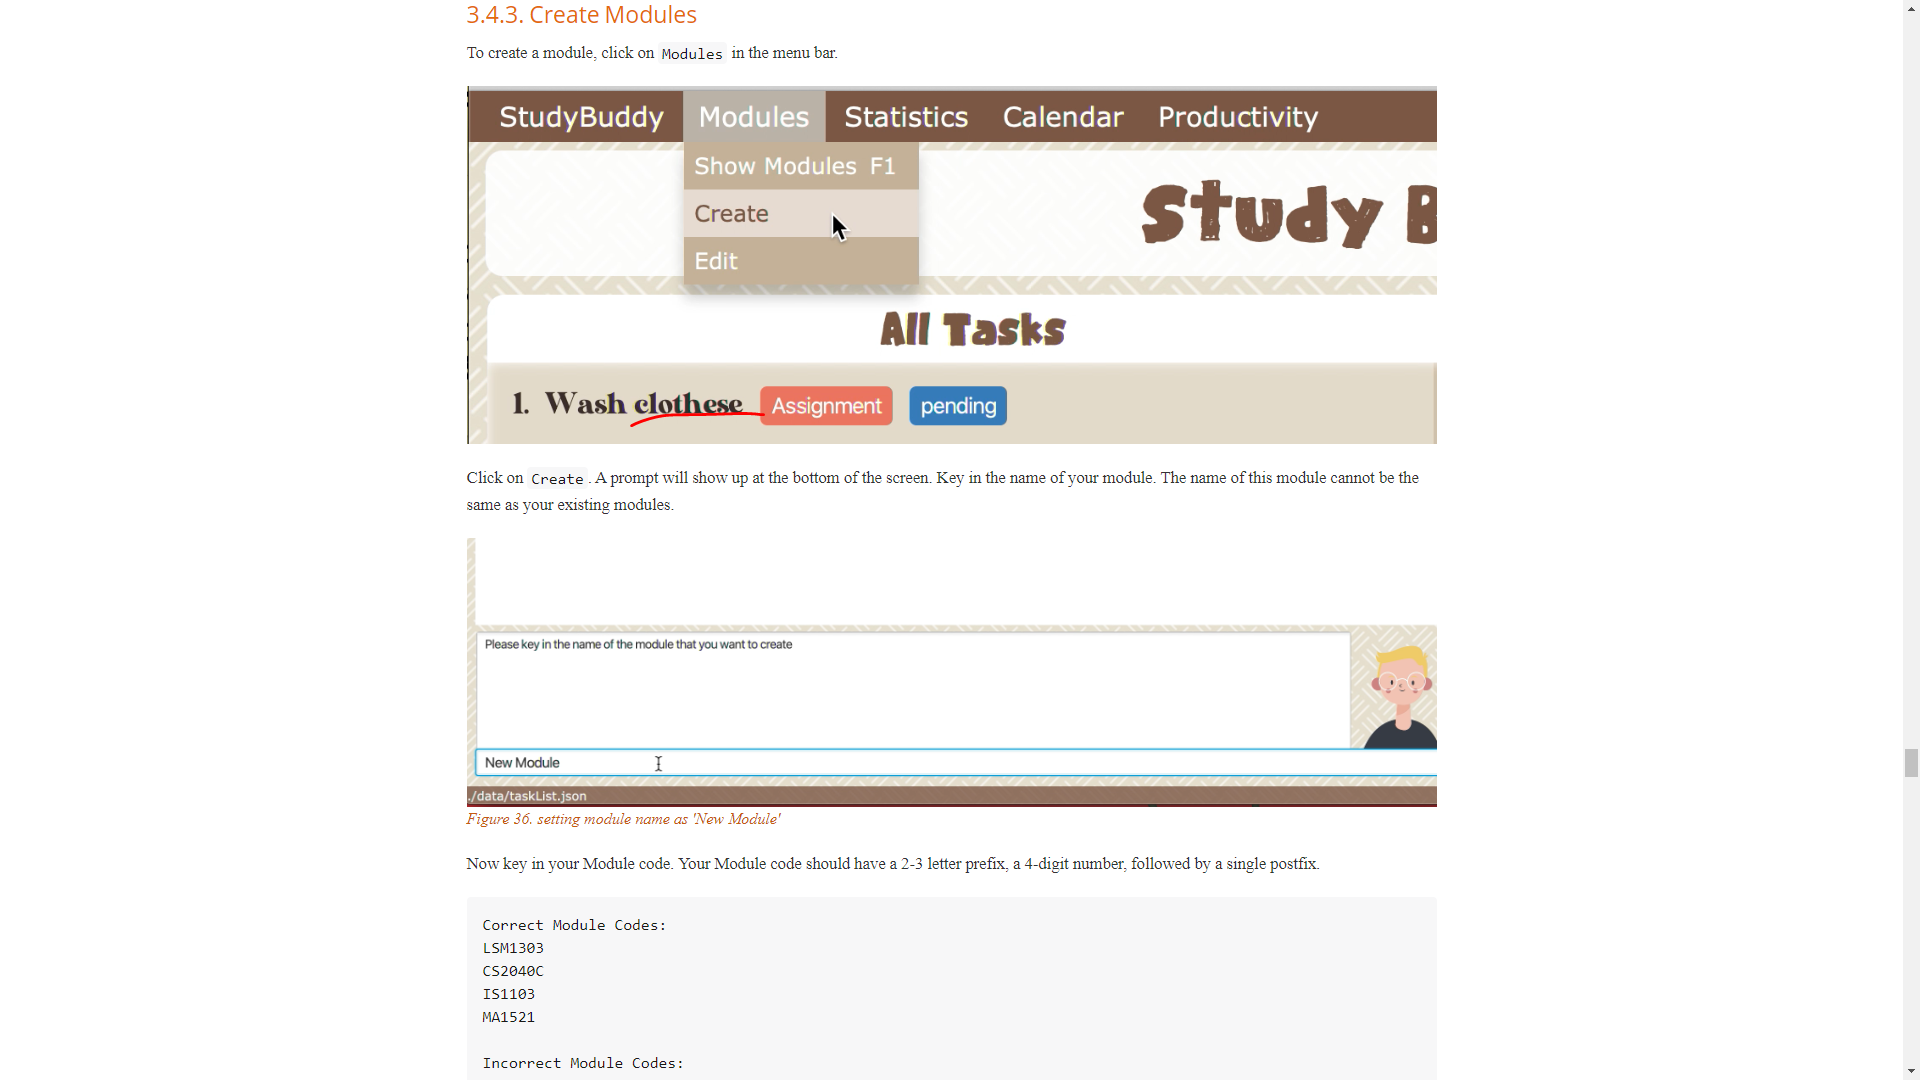 3.4.3. Create Modules
To create a module, click on Modules in the menu bar.
StudyBuddy Modules Statistics Calendar Productivity
Show Modules F1
Create
Edit
Study B
All Tasks
1. Wash clothese Assignment pending
Click on Create . A prompt will show up at the bottom of the screen. Key in the name of your module. The name of this module cannot be the
same as your existing modules.
Please key in the name of the module that you want to create
New Module
./data/taskList.json
Figure 36. setting module name as 'New Module'
Now key in your Module code. Your Module code should have a 2-3 letter prefix, a 4-digit number, followed by a single postfix.
Correct Module Codes:
LSM1303
CS2040C
IS1103
MA1521
Incorrect Module Codes: